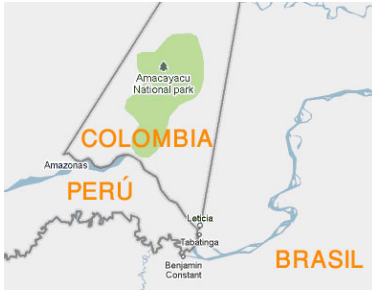 Amacayacu
National park
COLOMBIA
Amazonas
PERÚ
Leticia
Tabatinga
BRASIL
Benjamin
Constant